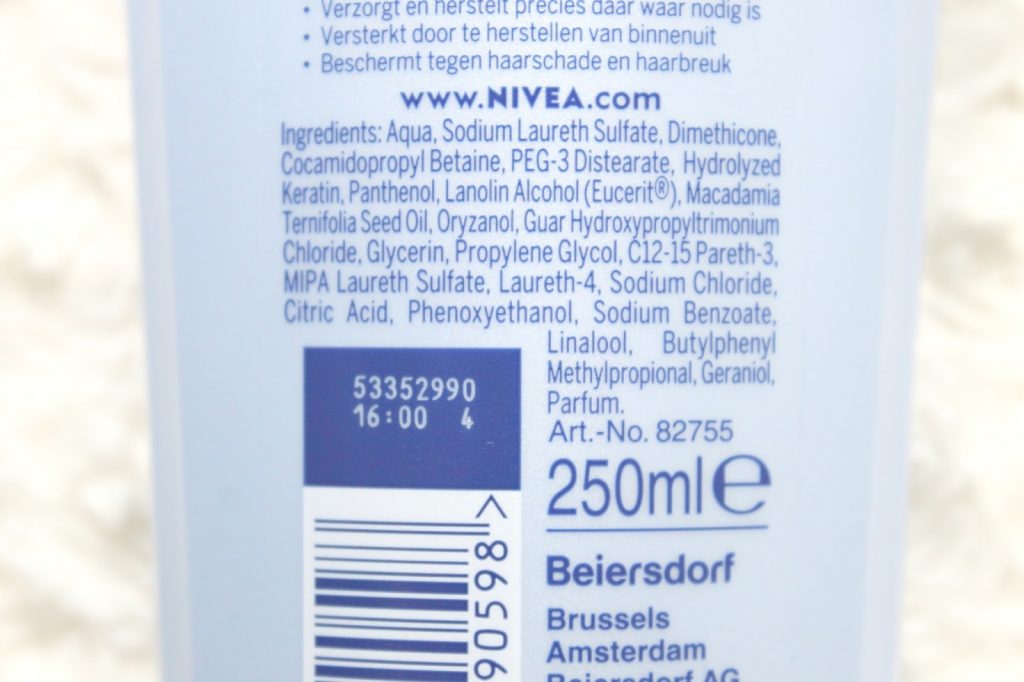 • Verzorgt en herstelt precies daar waar nodig is
• Versterkt door te herstellen van binnenuit
• Beschermt tegen haarschade en haarbreuk
www.NIVEA.com
Ingredients: Aqua, Sodium Laureth Sulfate, Dimethicone,
Cocamidopropyl Betaine, PEG-3 Distearate, Hydrolyzed
Keratin, Panthenol, Lanolin Alcohol (Eucerit®), Macadamia
Ternifolia Seed Oil, Oryzanol, Guar Hydroxypropyltrimonium
Chloride, Glycerin, Propylene Glycol, C12-15 Pareth-3,
MIPA Laureth Sulfate, Laureth-4, Sodium Chloride,
Citric Acid, Phenoxyethanol, Sodium Benzoate,
Linalool, Butylphenyl
Methylpropional, Geraniol,
Parfum.
Art.-No. 82755
250ml e
Beiersdorf
Brussels
Amsterdam
Beiersdorf AG
53352990
16:00 4
90598>